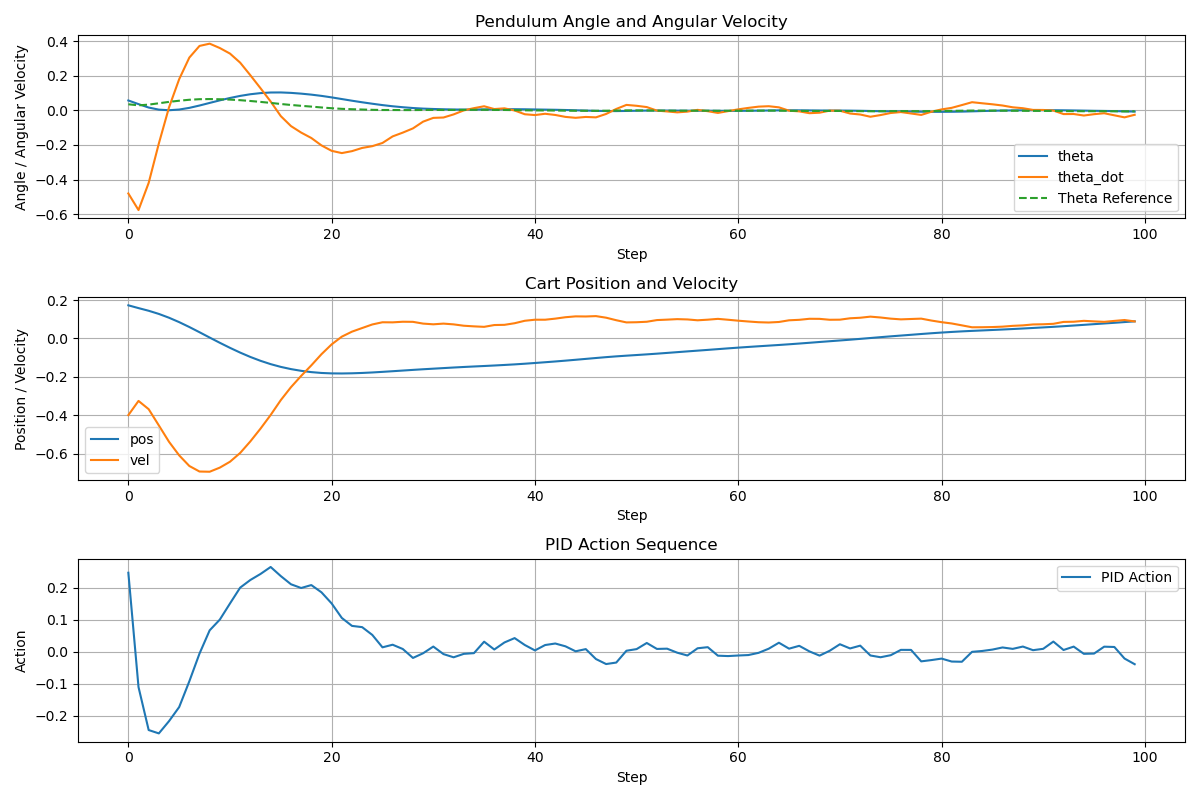 Pendulum Angle and Angular Velocity
Angle / Angular Velocity
0.4
0.2
0.0
−0.2
−0.4
−0.6
theta
theta_dot
Theta Reference
0 20 40 60 80 100
Step
Cart Position and Velocity
Position / Velocity
0.2
0.0
−0.2
−0.4
−0.6
pos
vel
0 20 40 60 80 100
Step
PID Action Sequence
Action
0.2
0.1
0.0
−0.1
−0.2
PID Action
0 20 40 60 80 100
Step